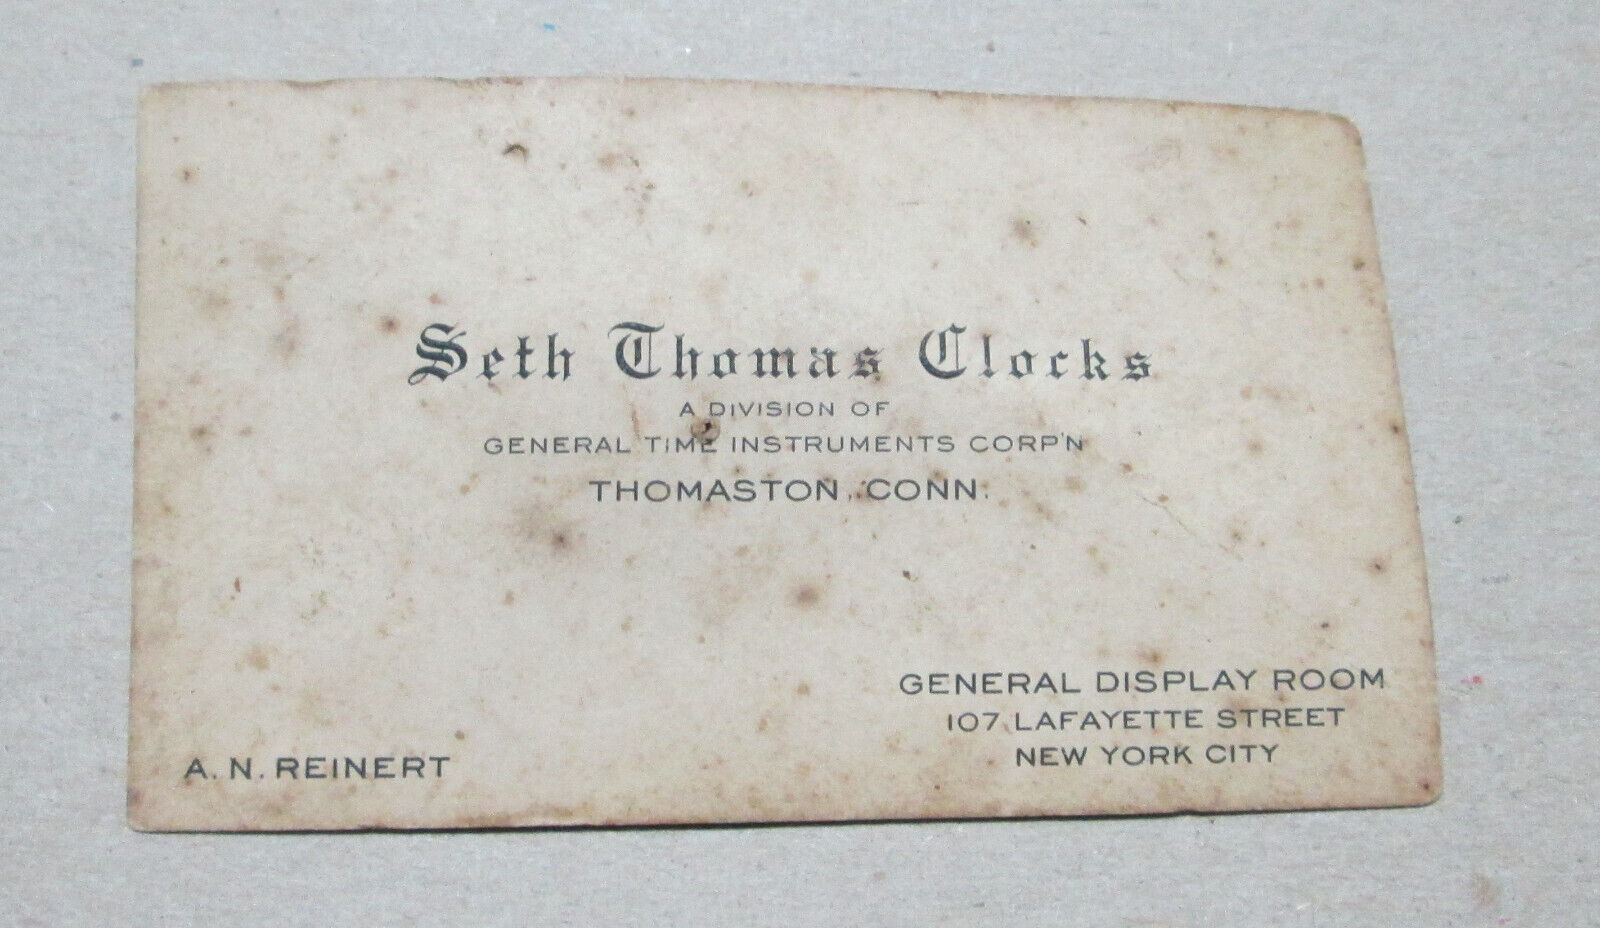 Seth Thomas Clocks
A DIVISION OF
GENERAL TIME INSTRUMENTS CORP'N
THOMASTON, CONN.
GENERAL DISPLAY ROOM
107 LAFAYETTE STREET
NEW YORK CITY
A. N. REINERT